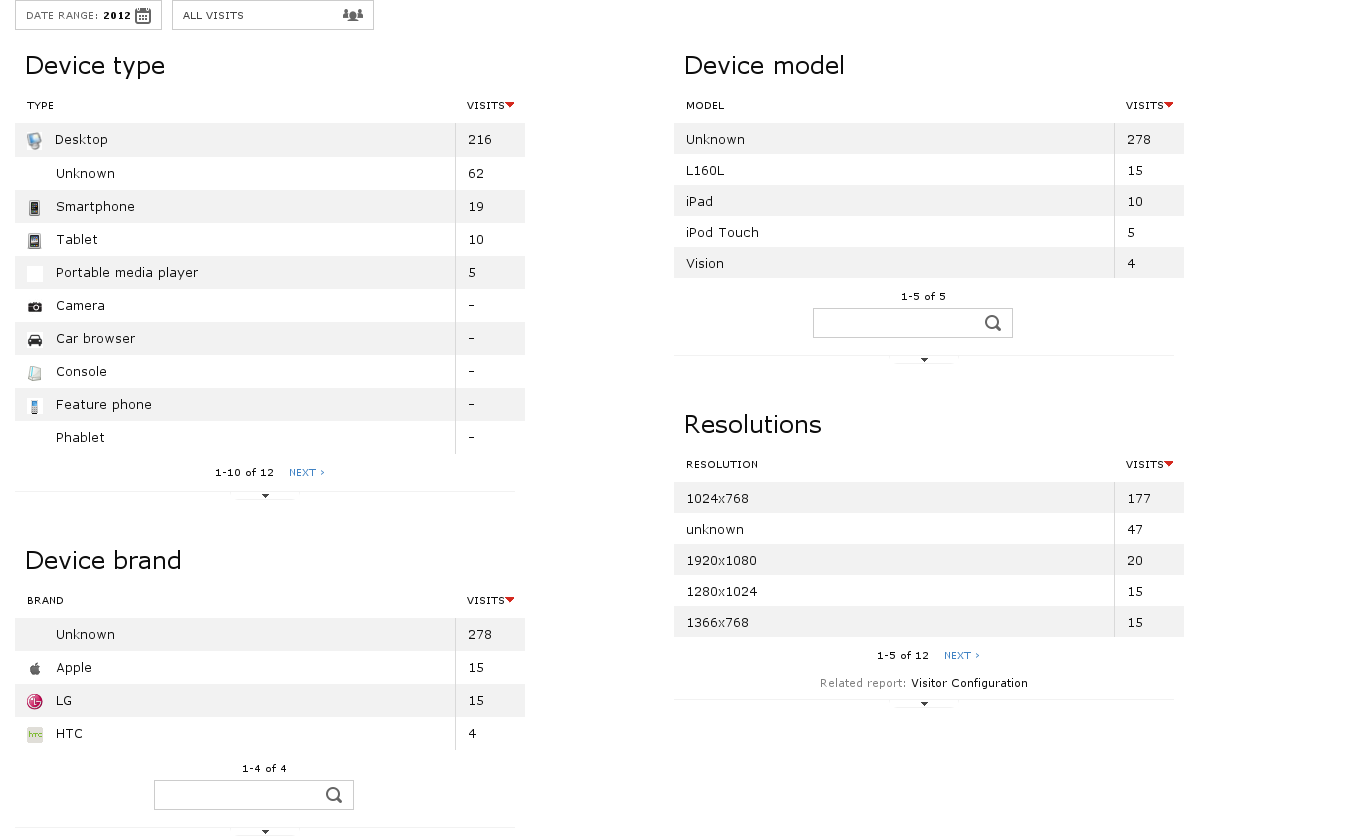 DATE RANGE: 2012
ALL VISITS
Device type
TYPE VISITS
Desktop 216
Unknown 62
Smartphone 19
Tablet 10
Portable media player 5
Camera -
Car browser -
Console -
Feature phone -
Phablet -
1-10 of 12 NEXT ›
Device brand
BRAND VISITS
Unknown 278
Apple 15
LG 15
hTC HTC 4
1-4 of 4
Device model
MODEL VISITS
Unknown 278
L160L 15
iPad 10
iPod Touch 5
Vision 4
1-5 of 5
Resolutions
RESOLUTION VISITS
1024x768 177
unknown 47
1920x1080 20
1280x1024 15
1366x768 15
1-5 of 12 NEXT ›
Related report: Visitor Configuration